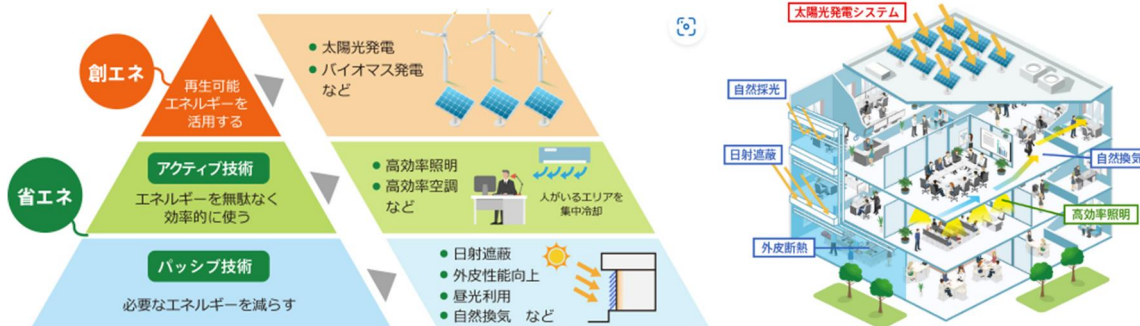 創エネ
再生可能
エネルギーを
活用する
● 太陽光発電
● バイオマス発電
など
省エネ
アクティブ技術
エネルギーを無駄なく
効率的に使う
● 高効率照明
● 高効率空調
など
人がいるエリアを
集中冷却
パッシブ技術
必要なエネルギーを減らす
● 日射遮蔽
● 外皮性能向上
● 昼光利用
● 自然換気 など
太陽光発電システム
自然採光
日射遮蔽
自然換気
高効率照明
外皮断熱